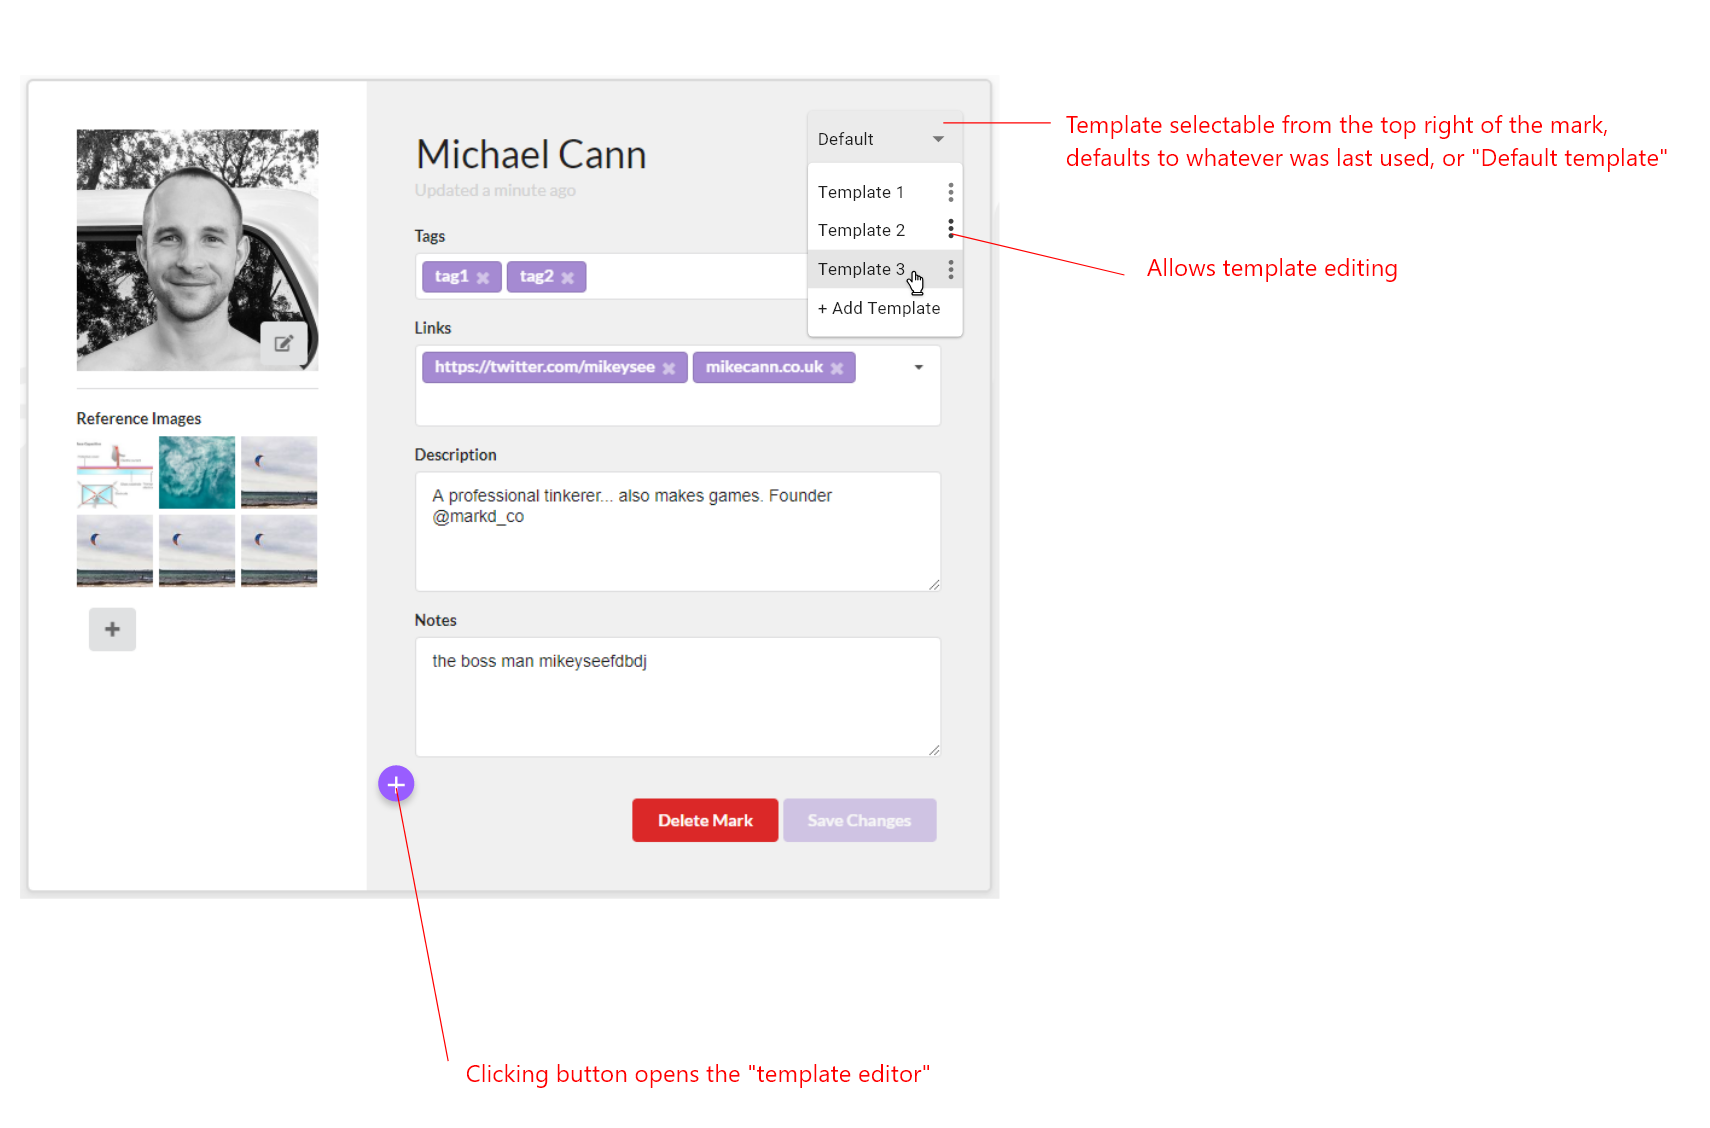 Michael Cann
Updated a minute ago
Default
Template 1
Template 2
Template 3
+ Add Template
Template selectable from the top right of the mark,
defaults to whatever was last used, or "Default template"
Allows template editing
Tags
tag1
tag2
Links
https://twitter.com/mikeysee
mikecann.co.uk
Reference Images
Description
A professional tinkerer... also makes games. Founder
@markd_co
Notes
the boss man mikeyseefdbdj
Delete Mark
Save Changes
Clicking button opens the "template editor"